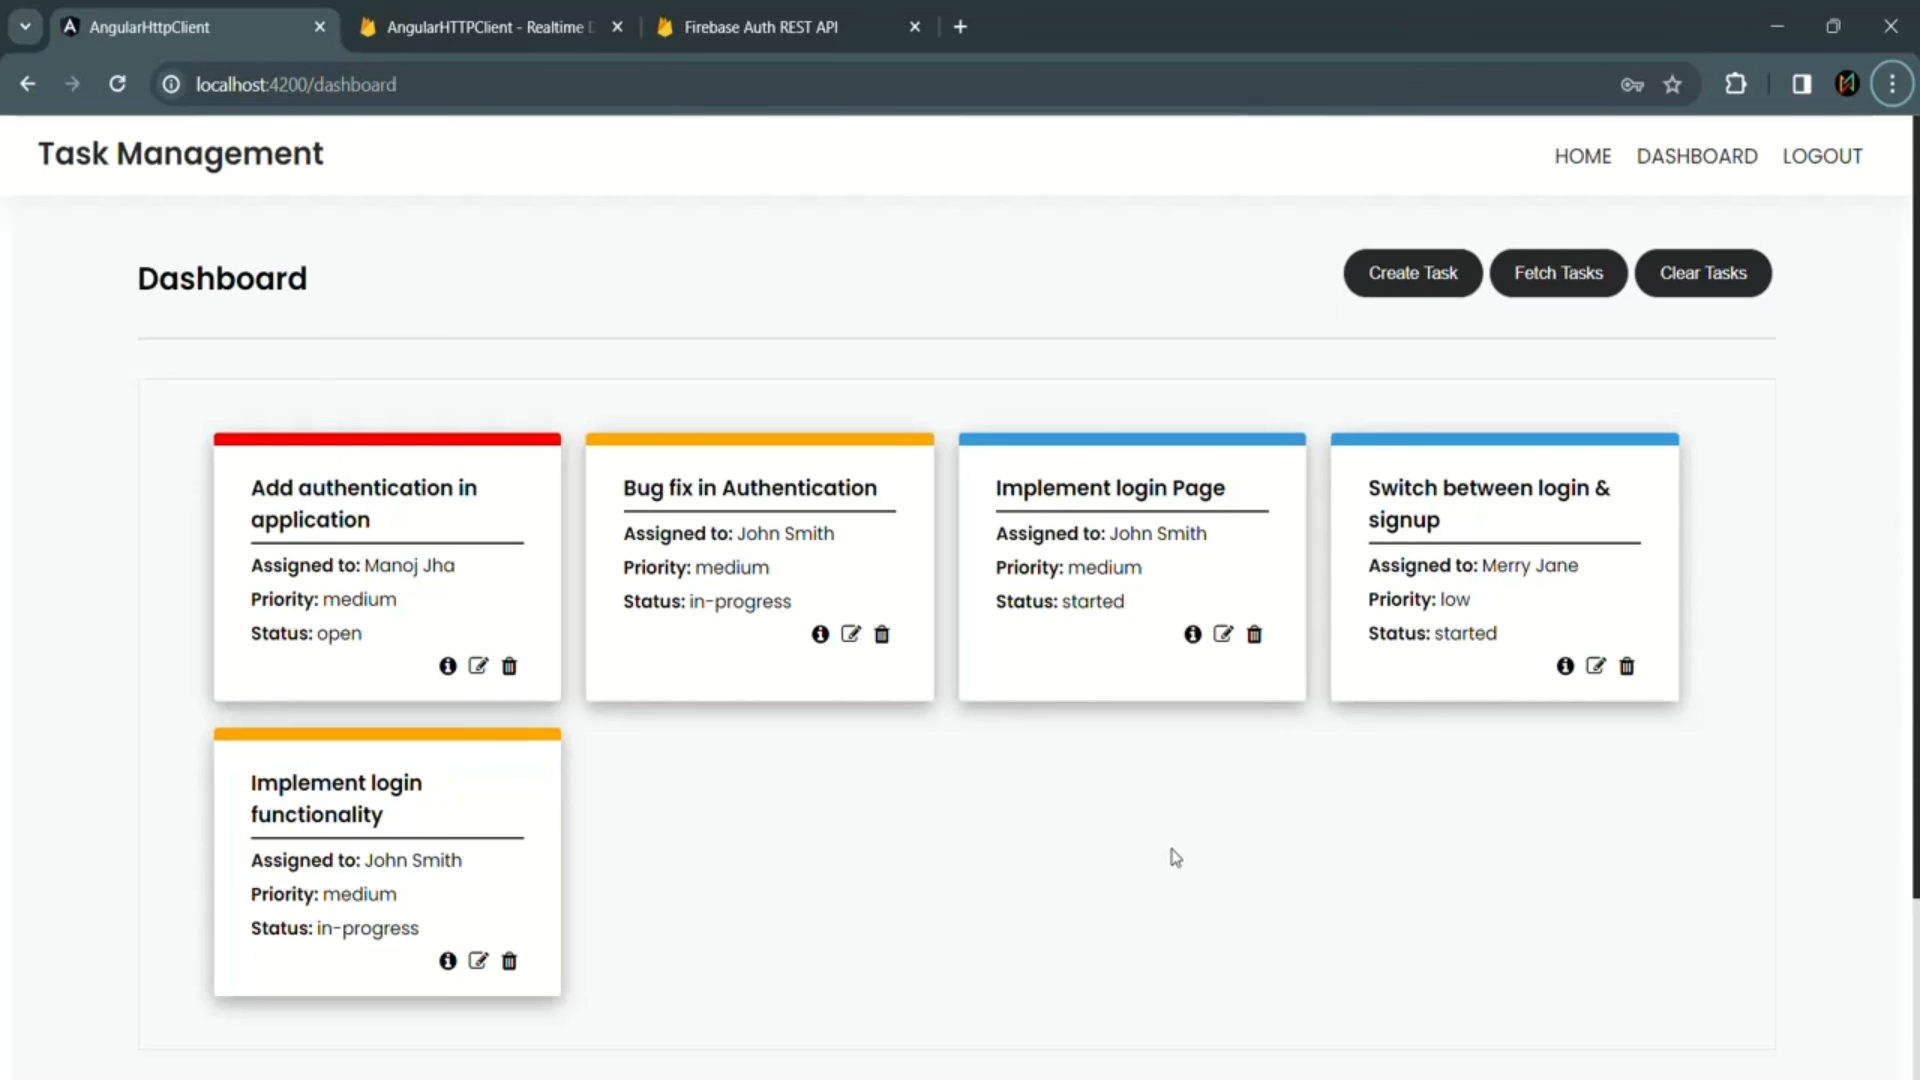 AngularHttpClient
AngularHTTPClient - Realtime
Firebase Auth REST API
localhost:4200/dashboard
Task Management
HOME
DASHBOARD
LOGOUT
Dashboard
Create Task
Fetch Tasks
Clear Tasks
Add authentication in
application
Assigned to: Manoj Jha
Priority: medium
Status: open
Bug fix in Authentication
Assigned to: John Smith
Priority: medium
Status: in-progress
Implement login Page
Assigned to: John Smith
Priority: medium
Status: started
Switch between login &
signup
Assigned to: Merry Jane
Priority: low
Status: started
Implement login
functionality
Assigned to: John Smith
Priority: medium
Status: in-progress